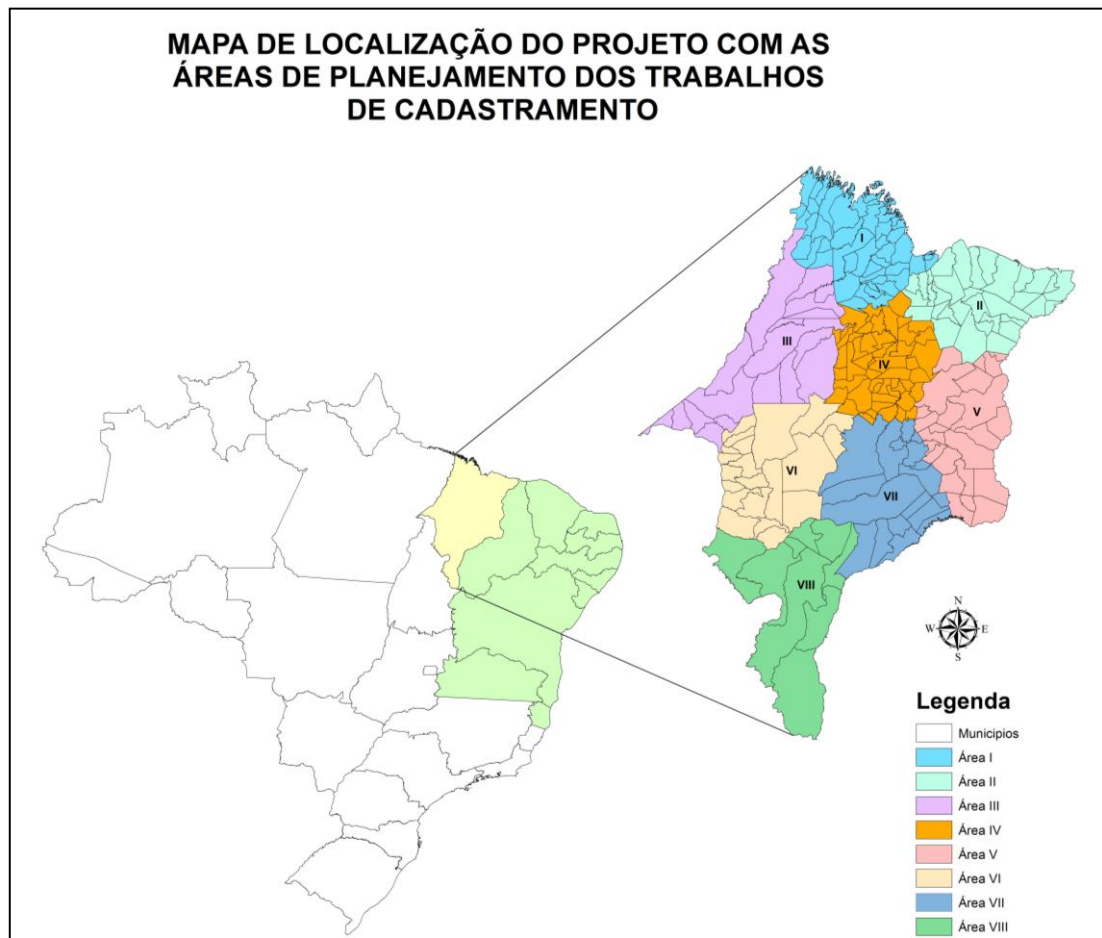 MAPA DE LOCALIZAÇÃO DO PROJETO COM AS
ÁREAS DE PLANEJAMENTO DOS TRABALHOS
DE CADASTRAMENTO
I
II
III
IV
V
VI
VII
VIII
N
W E
S
Legenda
Municipios
Área I
Área II
Área III
Área IV
Área V
Área VI
Área VII
Área VIII